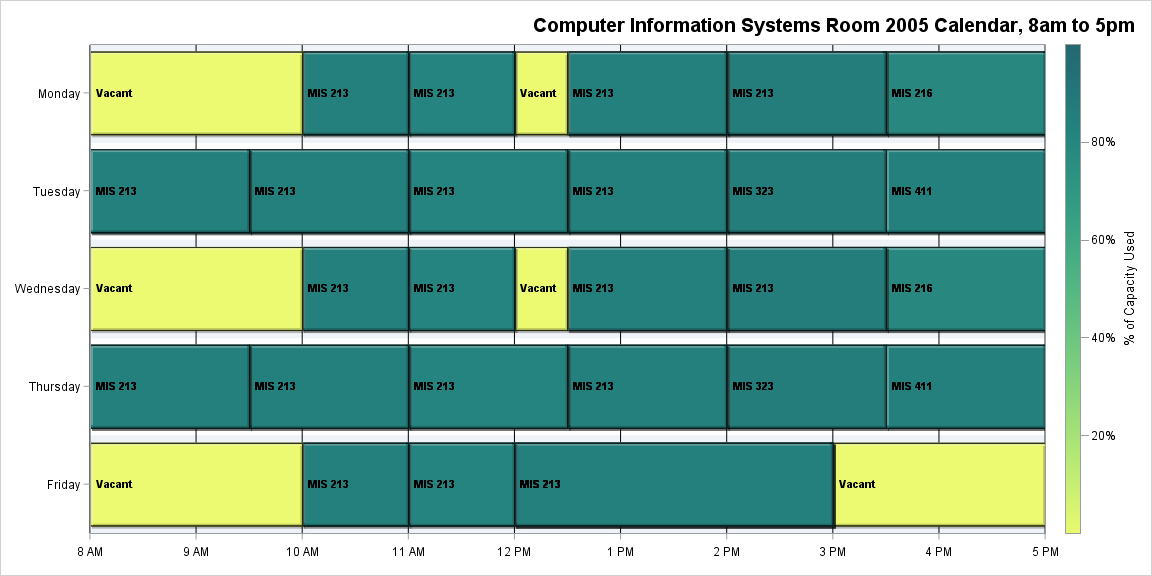 Computer Information Systems Room 2005 Calendar, 8am to 5pm
Monday
Vacant
MIS 213
MIS 213
Vacant
MIS 213
MIS 213
MIS 216
Tuesday
MIS 213
MIS 213
MIS 213
MIS 213
MIS 323
MIS 411
Wednesday
Vacant
MIS 213
MIS 213
Vacant
MIS 213
MIS 213
MIS 216
Thursday
MIS 213
MIS 213
MIS 213
MIS 213
MIS 323
MIS 411
Friday
Vacant
MIS 213
MIS 213
MIS 213
Vacant
8 AM
9 AM
10 AM
11 AM
12 PM
1 PM
2 PM
3 PM
4 PM
5 PM
80%
60%
40%
20%
% of Capacity Used